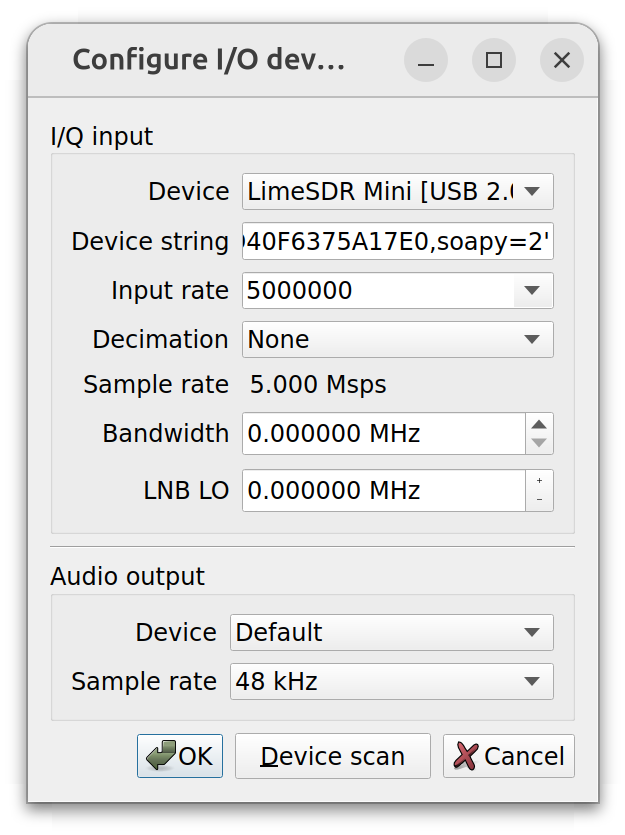 Configure I/O dev...
I/Q input
Device LimeSDR Mini [USB 2.
Device string 40F6375A17E0,soapy=2'
Input rate 5000000
Decimation None
Sample rate 5.000 Msps
Bandwidth 0.000000 MHz
LNB LO 0.000000 MHz
Audio output
Device Default
Sample rate 48 kHz
OK Device scan Cancel